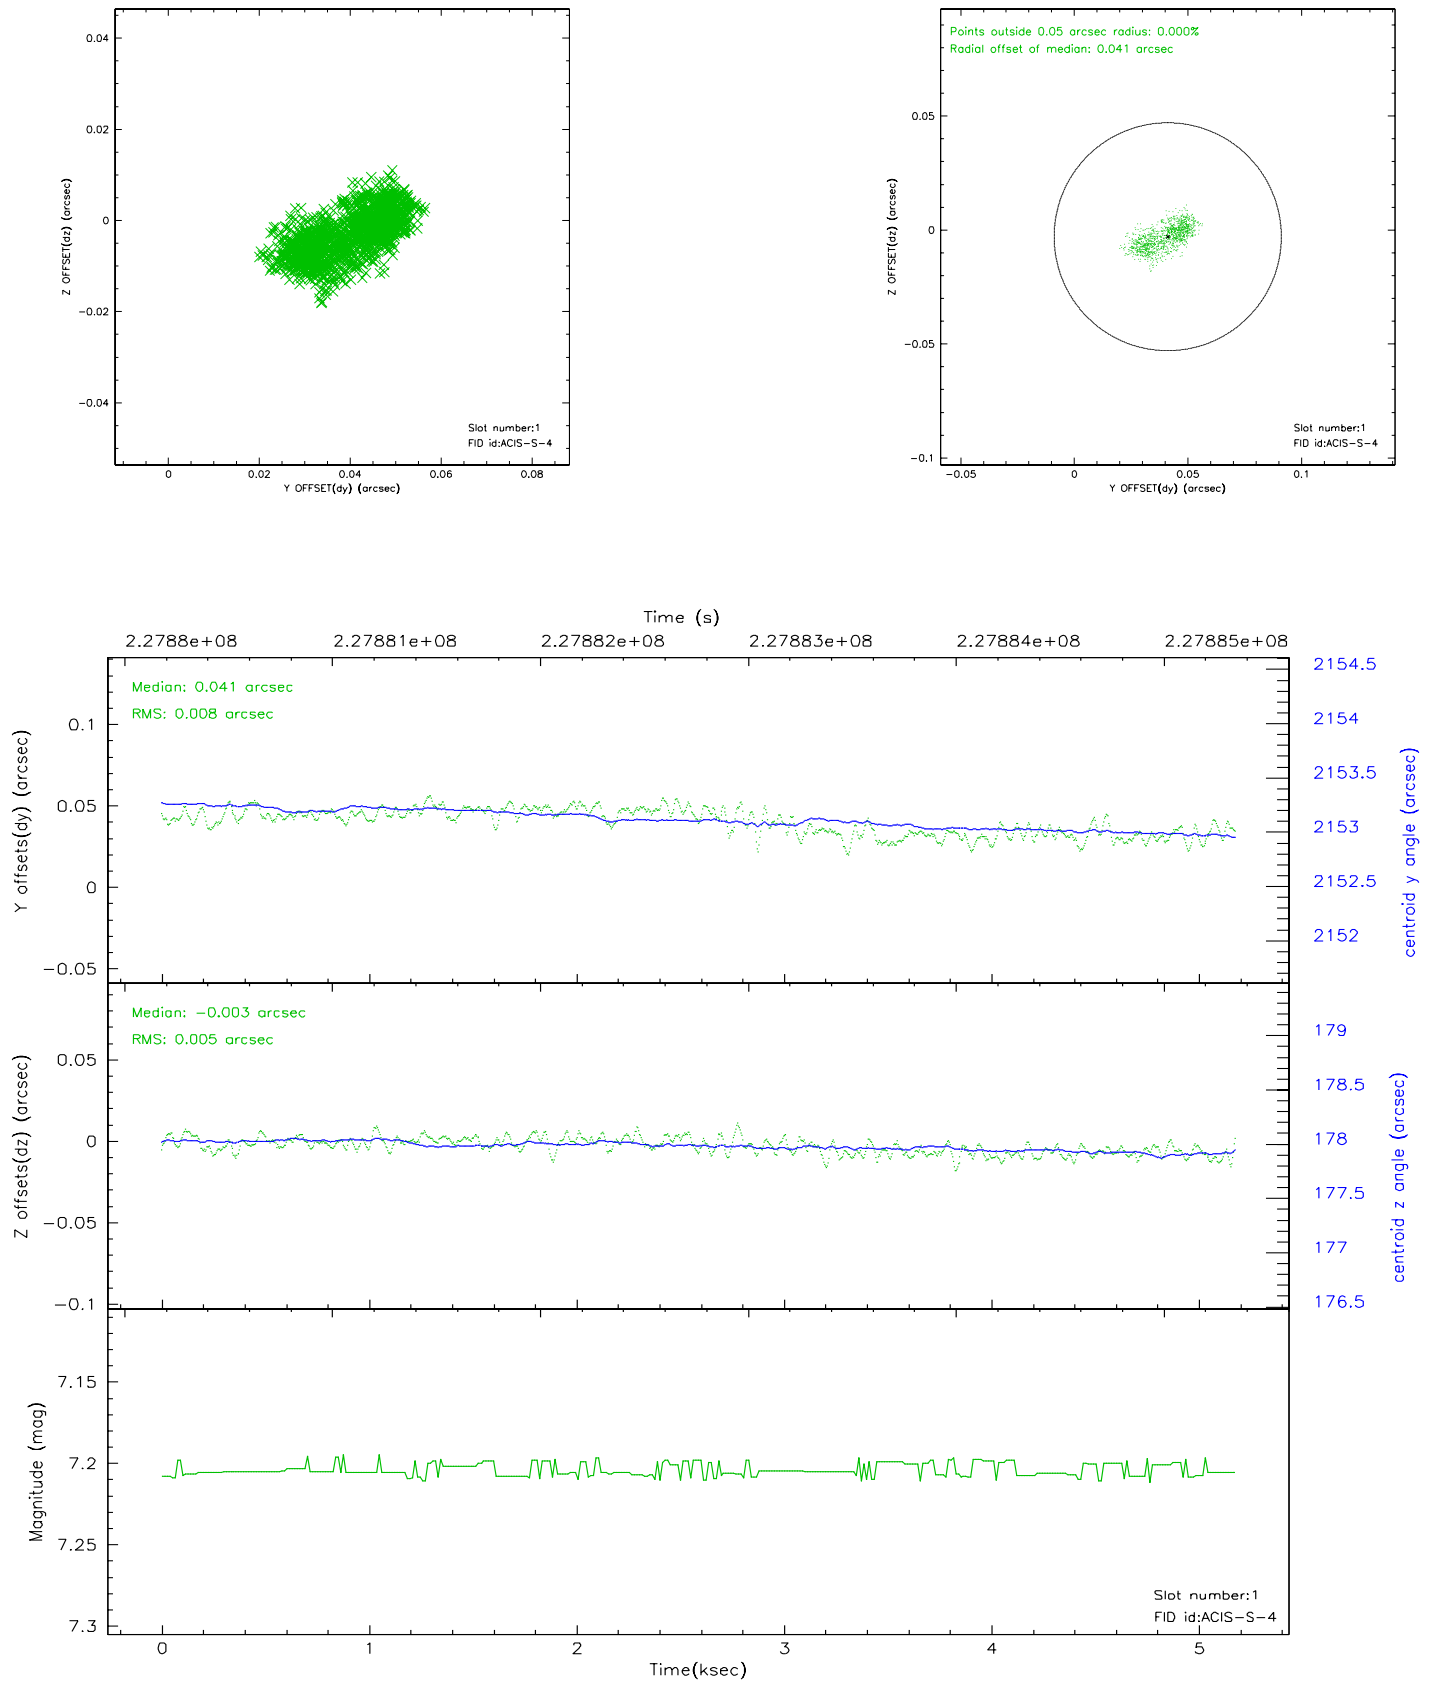 0.04
0.02
0
-0.02
-0.04
Z OFFSET(dz) (arcsec)
Slot number:1
FID id:ACIS-S-4
0 0.02 0.04 0.06 0.08
Y OFFSET(dy) (arcsec)
Points outside 0.05 arcsec radius: 0.000%
Radial offset of median: 0.041 arcsec
0.05
0
-0.05
-0.1
Z OFFSET(dz) (arcsec)
Slot number:1
FID id:ACIS-S-4
-0.05 0 0.05 0.1
Y OFFSET(dy) (arcsec)
Time (s)
2.2788e+08 2.27881e+08 2.27882e+08 2.27883e+08 2.27884e+08 2.27885e+08
Median: 0.041 arcsec
RMS: 0.008 arcsec
0.1
0.05
0
-0.05
Y offsets(dy) (arcsec)
2154.5
2154
2153.5
2153
2152.5
2152
centroid y angle (arcsec)
Median: -0.003 arcsec
RMS: 0.005 arcsec
0.05
0
-0.05
-0.1
Z offsets(dz) (arcsec)
179
178.5
178
177.5
177
176.5
centroid z angle (arcsec)
7.15
7.2
7.25
7.3
Magnitude (mag)
Slot number:1
FID id:ACIS-S-4
0 1 2 3 4 5
Time(ksec)